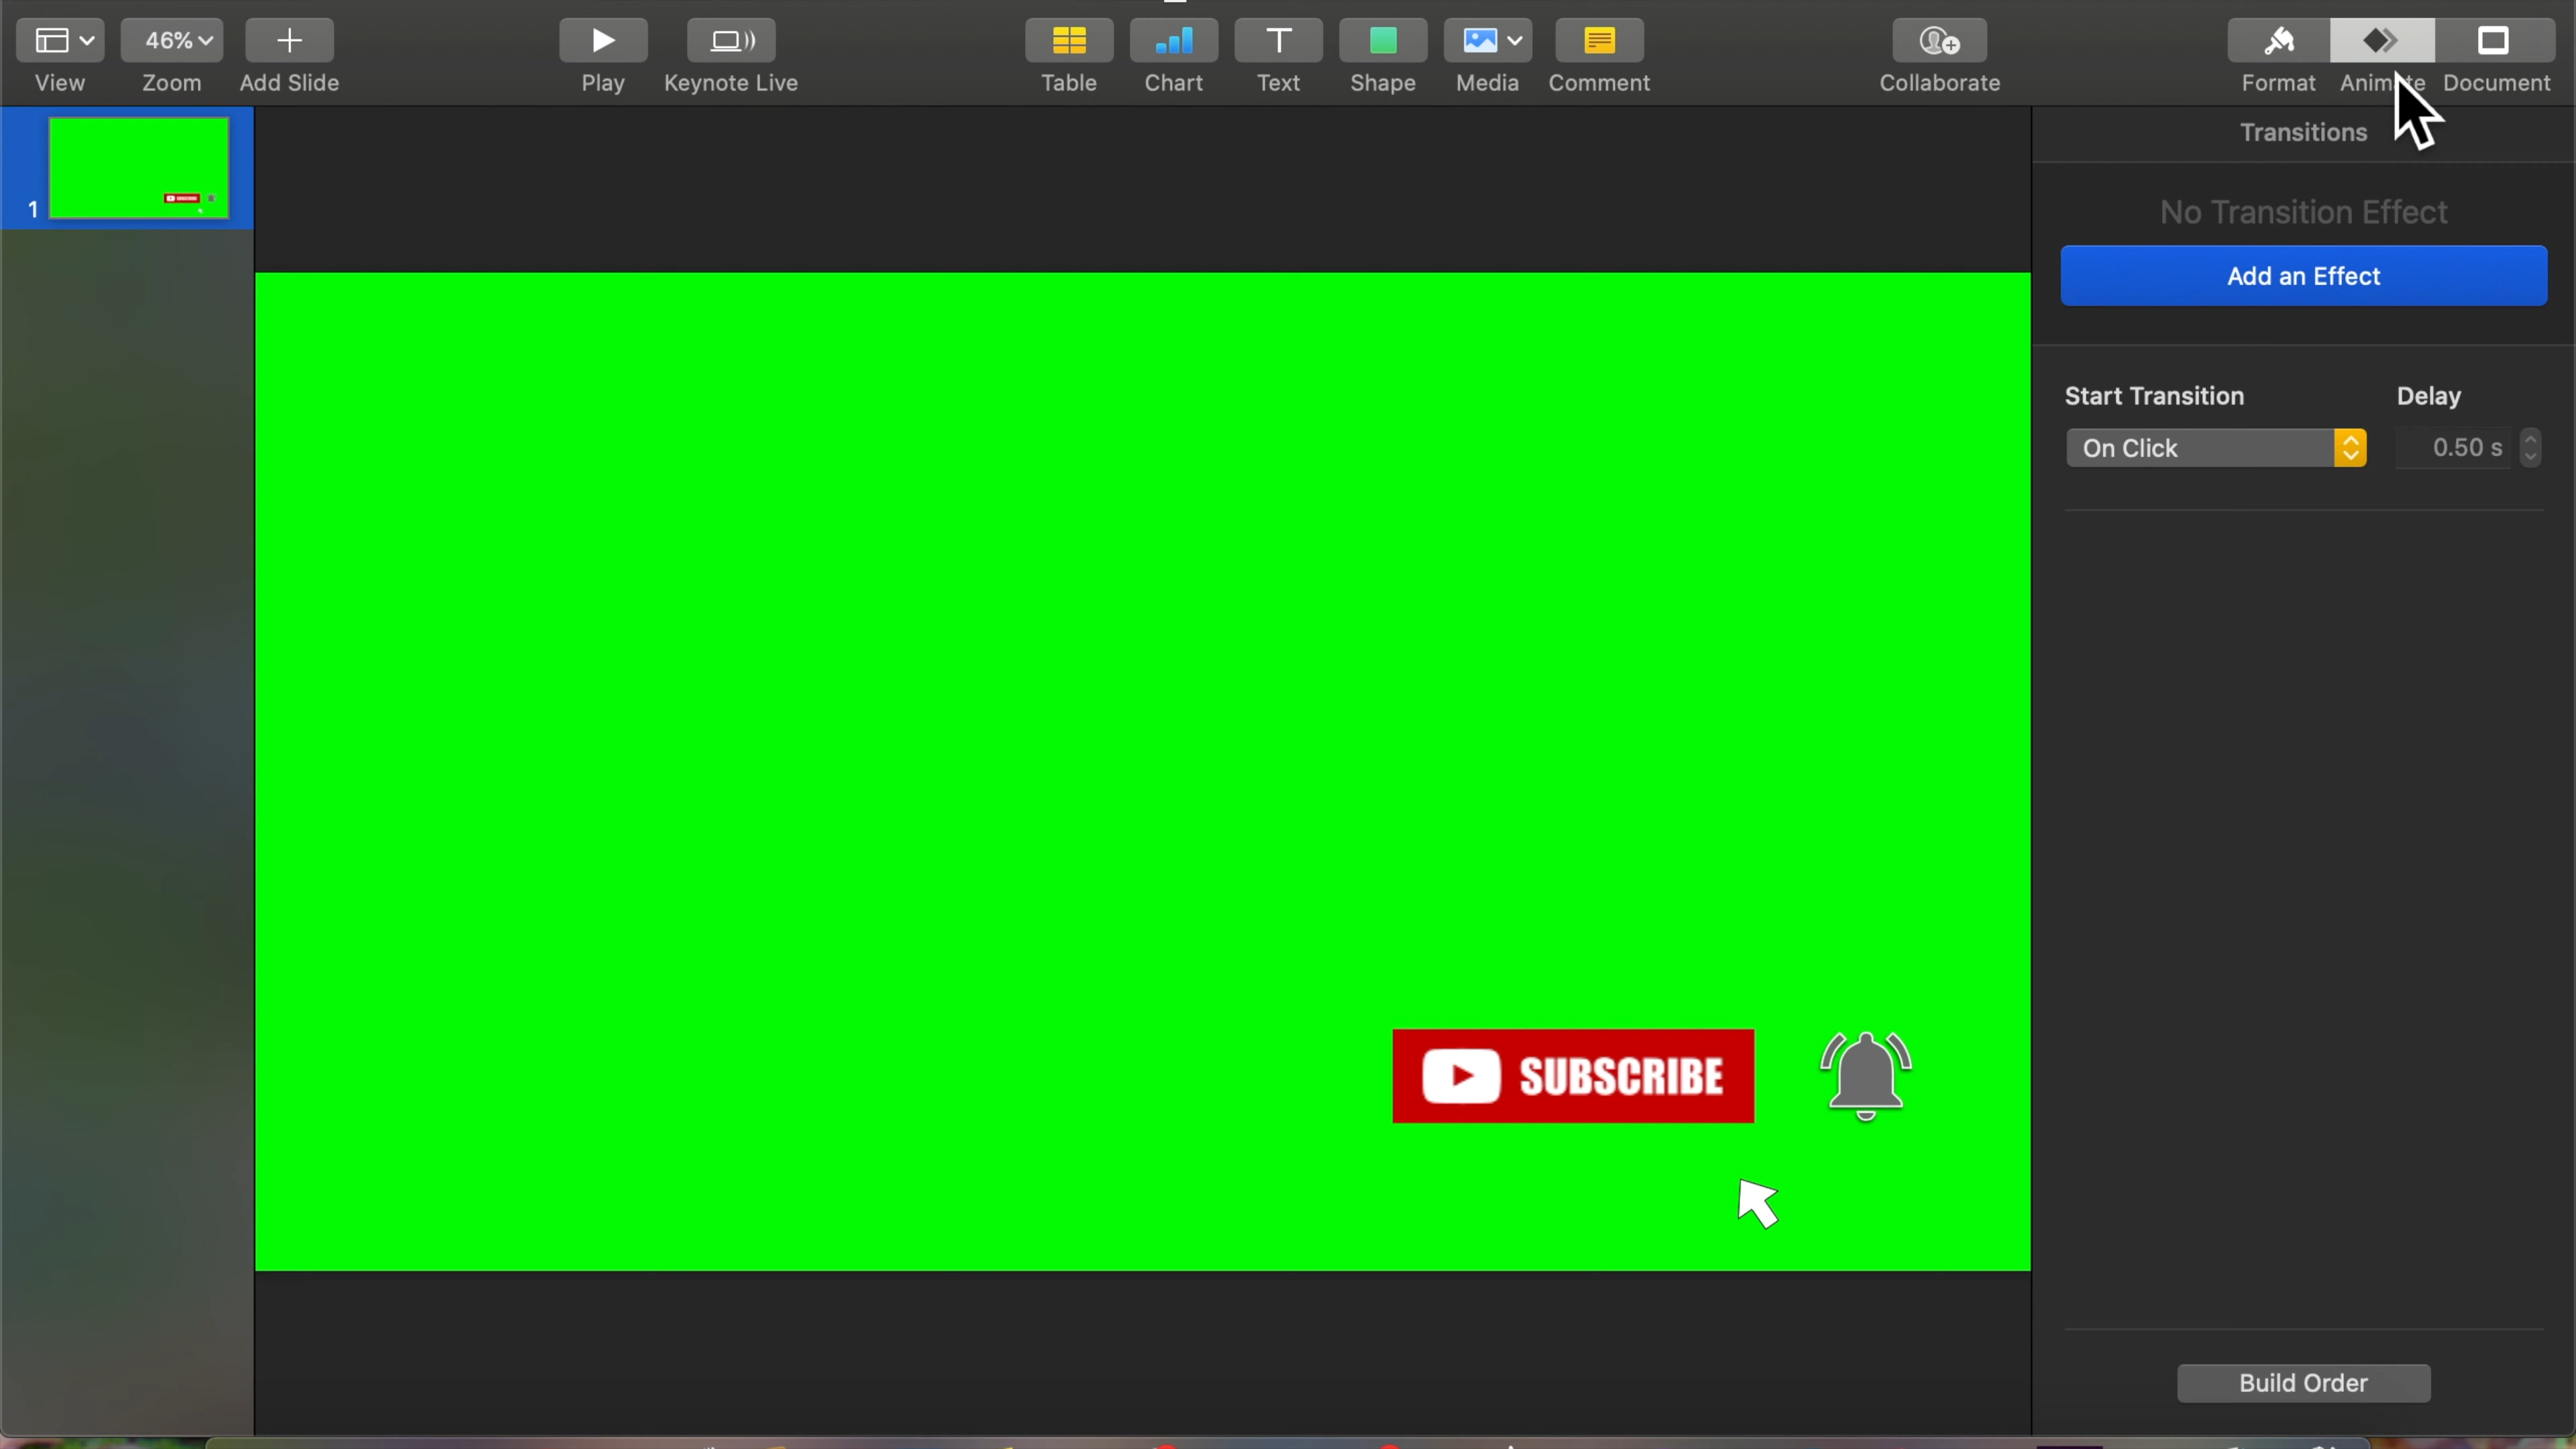 46%
View Zoom Add Slide Play Keynote Live Table Chart Text Shape Media Comment Collaborate Format Animate Document
1
Transitions
No Transition Effect
Add an Effect
Start Transition Delay
On Click 0.50 s
SUBSCRIBE
Build Order